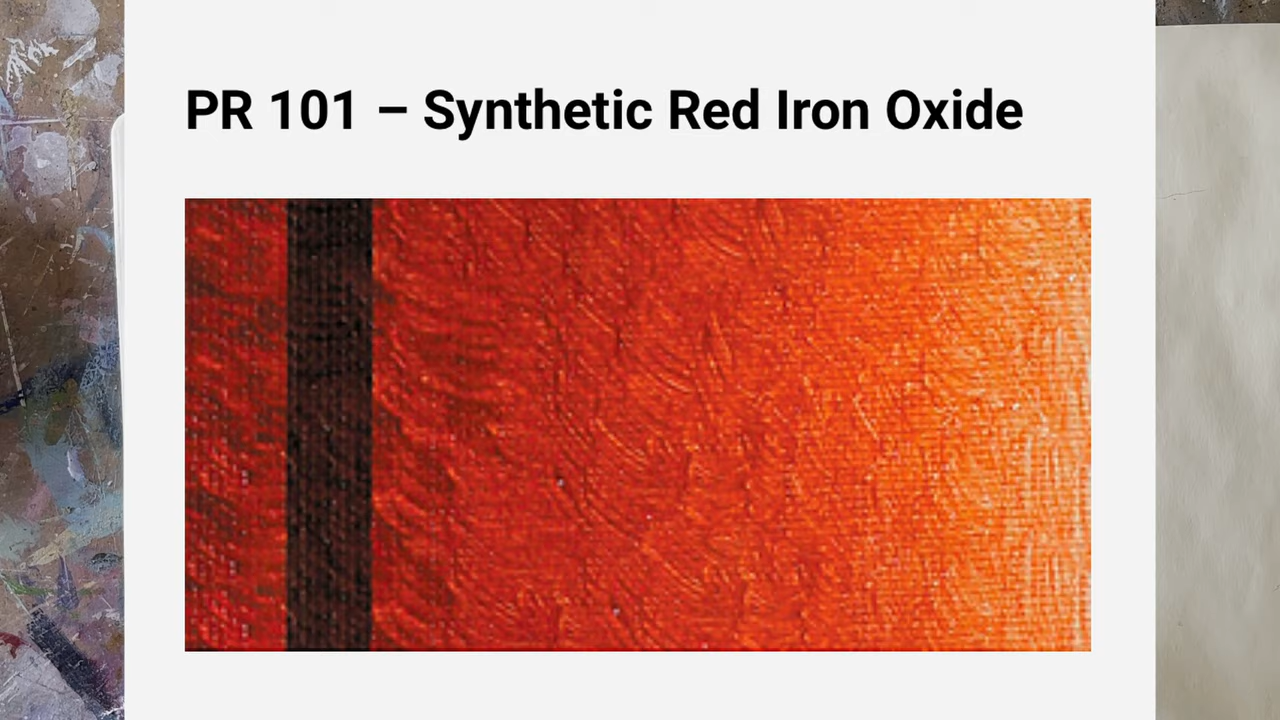 PR 101 – Synthetic Red Iron Oxide